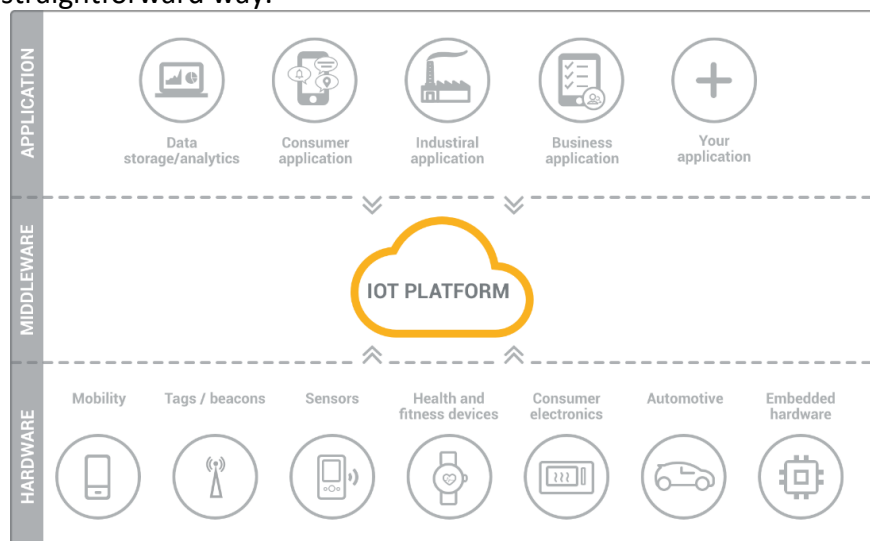 straightforward way.
APPLICATION
Data
storage/analytics
Consumer
application
Industiral
application
Business
application
Your
application
MIDDLEWARE
IOT PLATFORM
HARDWARE
Mobility
Tags / beacons
Sensors
Health and
fitness devices
Consumer
electronics
Automotive
Embedded
hardware